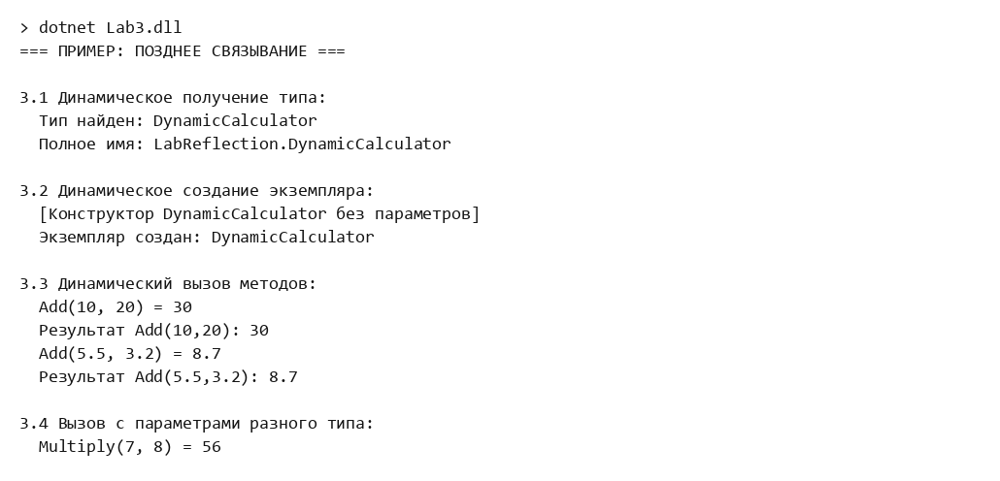 > dotnet Lab3.dll
=== ПРИМЕР: ПОЗДНЕЕ СВЯЗЫВАНИЕ ===
3.1 Динамическое получение типа:
Тип найден: DynamicCalculator
Полное имя: LabReflection.DynamicCalculator
3.2 Динамическое создание экземпляра:
[Конструктор DynamicCalculator без параметров]
Экземпляр создан: DynamicCalculator
3.3 Динамический вызов методов:
Add(10, 20) = 30
Результат Add(10,20): 30
Add(5.5, 3.2) = 8.7
Результат Add(5.5,3.2): 8.7
3.4 Вызов с параметрами разного типа:
Multiply(7, 8) = 56